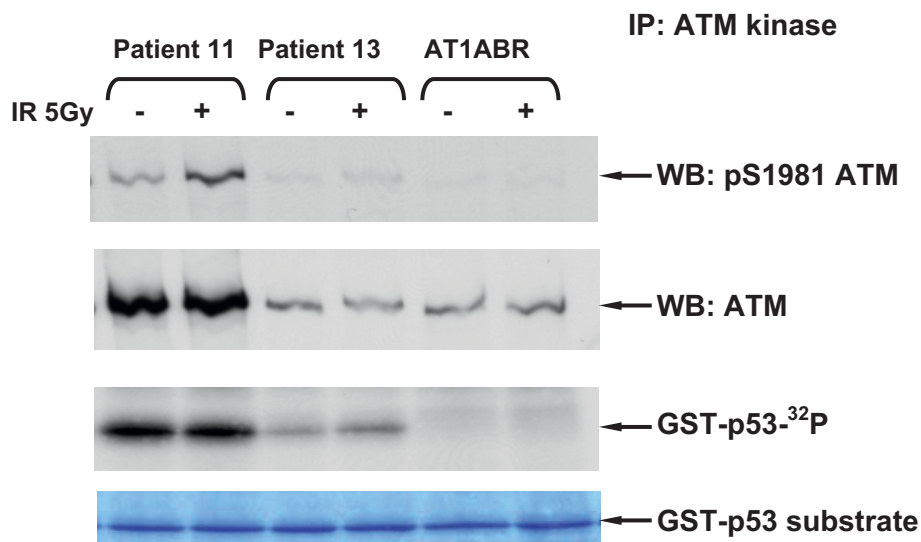 IP: ATM kinase
Patient 11 Patient 13 AT1ABR
IR 5Gy - + - + - +
WB: pS1981 ATM
WB: ATM
GST-p53-³²P
GST-p53 substrate